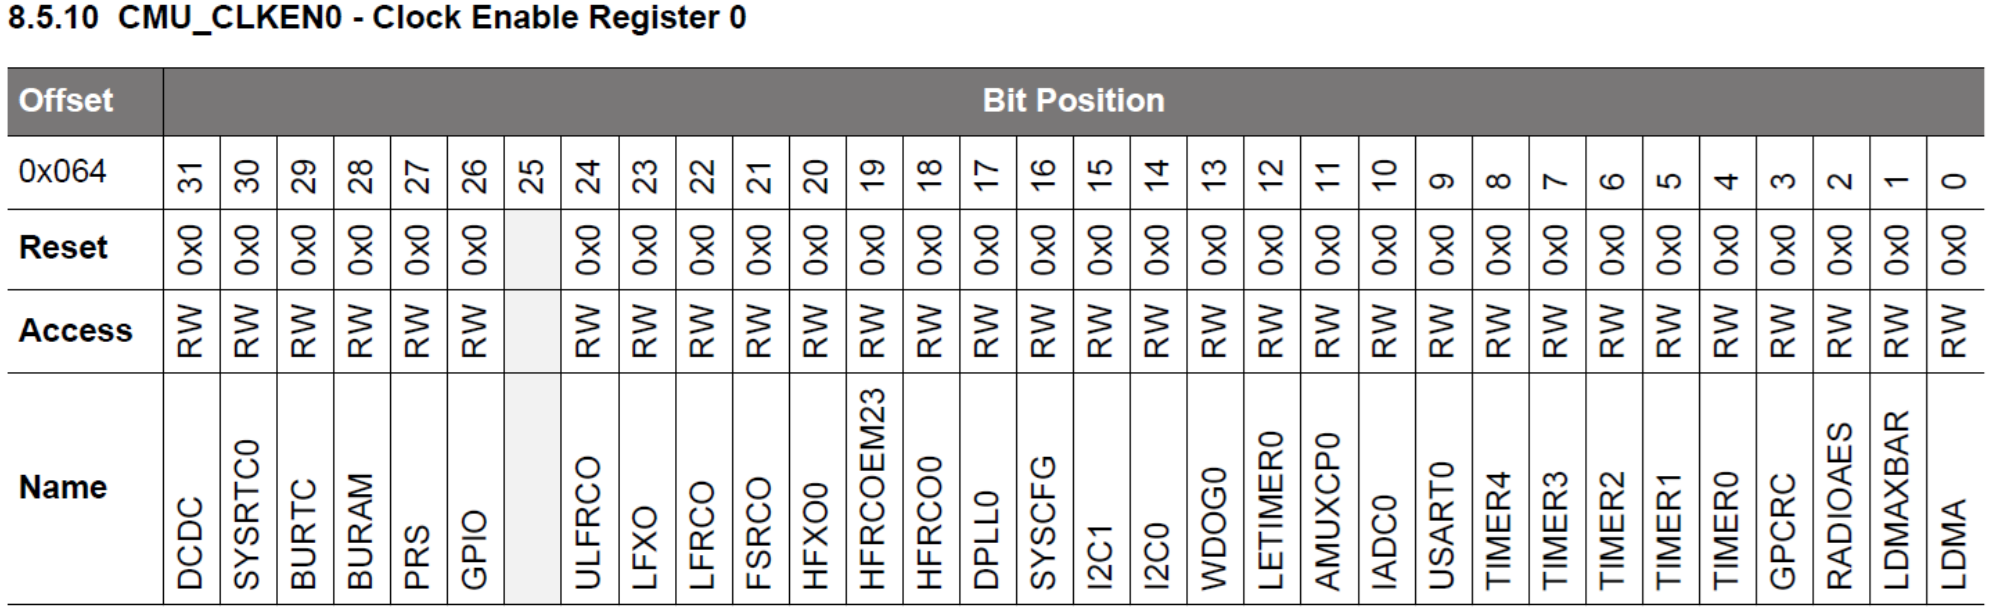 8.5.10 CMU_CLKEN0 - Clock Enable Register 0
Offset Bit Position
0x064 31 30 29 28 27 26 25 24 23 22 21 20 19 18 17 16 15 14 13 12 11 10 9 8 7 6 5 4 3 2 1 0
Reset 0x0 0x0 0x0 0x0 0x0 0x0 0x0 0x0 0x0 0x0 0x0 0x0 0x0 0x0 0x0 0x0 0x0 0x0 0x0 0x0 0x0 0x0 0x0 0x0 0x0 0x0 0x0 0x0 0x0 0x0 0x0
Access RW RW RW RW RW RW RW RW RW RW RW RW RW RW RW RW RW RW RW RW RW RW RW RW RW RW RW RW RW RW RW
Name DCDC SYSRTC0 BURTC BURAM PRS GPIO ULFRCO LFXO LFRCO FSRCO HFXO0 HFRCOEM23 HFRCO0 DPLL0 SYSCFG I2C1 I2C0 WDOG0 LETIMER0 AMUXCP0 IADC0 USART0 TIMER4 TIMER3 TIMER2 TIMER1 TIMER0 GPCRC RADIOAES LDMAXBAR LDMA